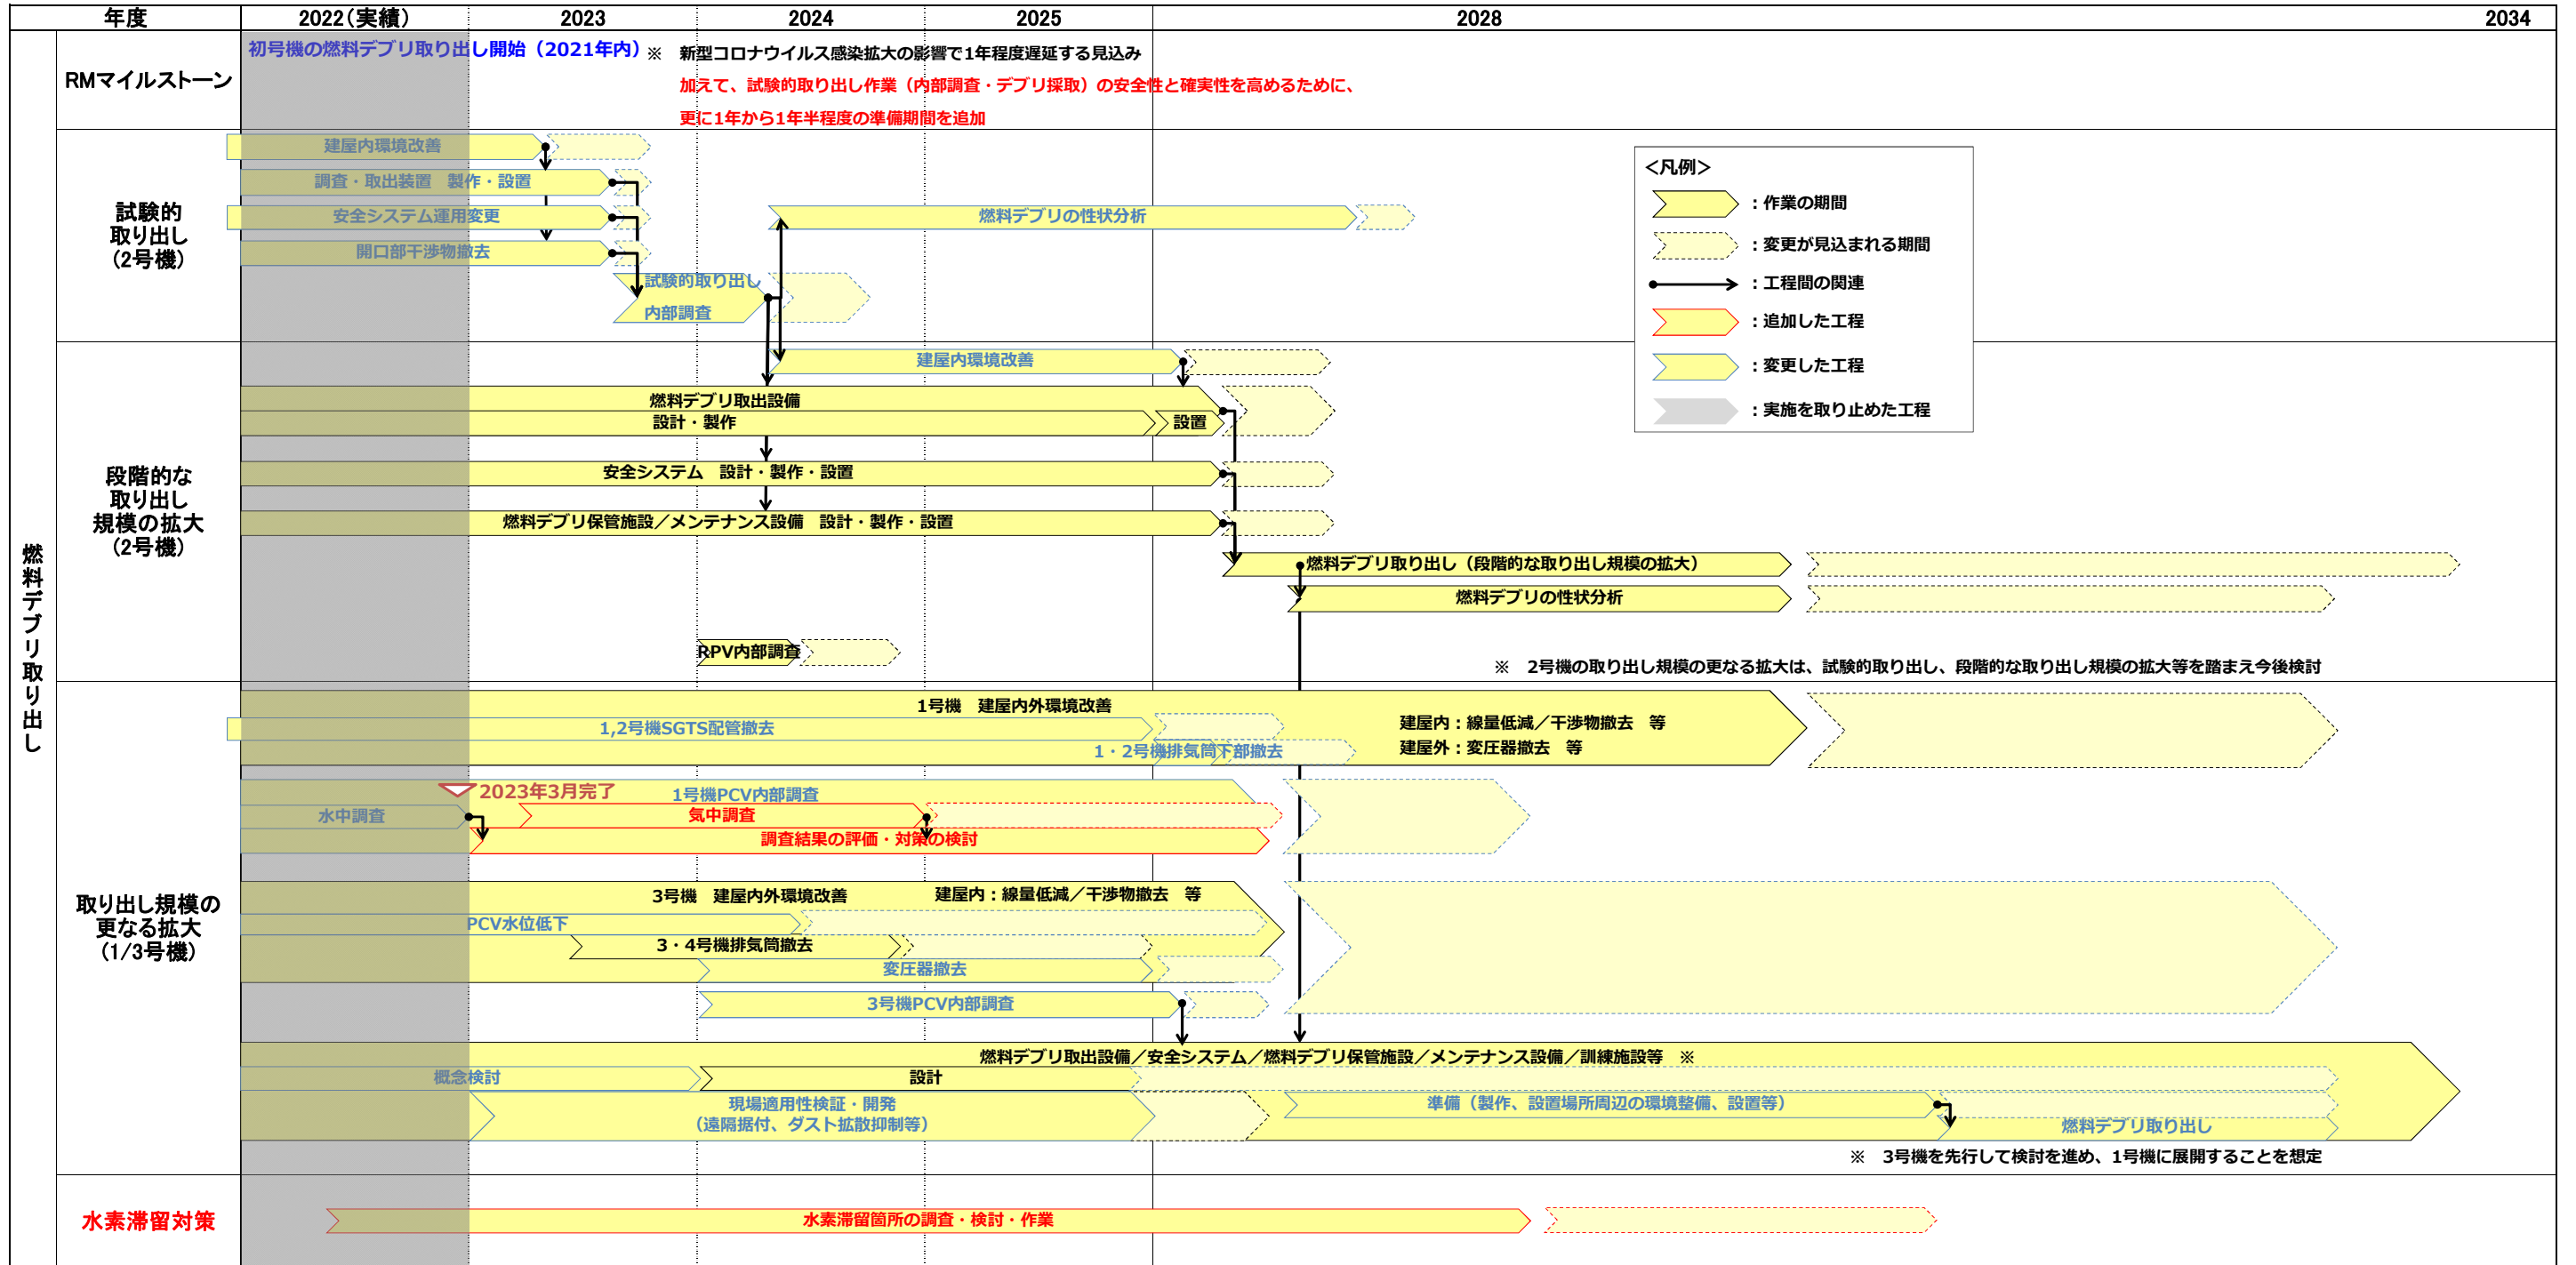 年度
2022(実績)
2023
2024
2025
2028
2034
燃料デブリ取り出し
RMマイルストーン
初号機の燃料デブリ取り出し開始（2021年内）
※　新型コロナウイルス感染拡大の影響で1年程度遅延する見込み
加えて、試験的取り出し作業（内部調査・デブリ採取）の安全性と確実性を高めるために、
更に1年から1年半程度の準備期間を追加
試験的
取り出し
(2号機)
建屋内環境改善
調査・取出装置　製作・設置
安全システム運用変更
燃料デブリの性状分析
開口部干渉物撤去
試験的取り出し
内部調査
＜凡例＞
：作業の期間
：変更が見込まれる期間
：工程間の関連
：追加した工程
：変更した工程
：実施を取り止めた工程
段階的な
取り出し
規模の拡大
(2号機)
建屋内環境改善
燃料デブリ取出設備
設計・製作
設置
安全システム　設計・製作・設置
燃料デブリ保管施設／メンテナンス設備　設計・製作・設置
燃料デブリ取り出し（段階的な取り出し規模の拡大）
燃料デブリの性状分析
RPV内部調査
※　2号機の取り出し規模の更なる拡大は、試験的取り出し、段階的な取り出し規模の拡大等を踏まえ今後検討
取り出し規模の
更なる拡大
(1/3号機)
1号機　建屋内外環境改善
1,2号機SGTS配管撤去
建屋内：線量低減／干渉物撤去　等
1・2号機排気筒下部撤去
建屋外：変圧器撤去　等
2023年3月完了
1号機PCV内部調査
水中調査
気中調査
調査結果の評価・対策の検討
3号機　建屋内外環境改善
建屋内：線量低減／干渉物撤去　等
PCV水位低下
3・4号機排気筒撤去
変圧器撤去
3号機PCV内部調査
燃料デブリ取出設備／安全システム／燃料デブリ保管施設／メンテナンス設備／訓練施設等　※
概念検討
設計
現場適用性検証・開発
（遠隔据付、ダスト拡散抑制等）
準備（製作、設置場所周辺の環境整備、設置等）
燃料デブリ取り出し
※　3号機を先行して検討を進め、1号機に展開することを想定
水素滞留対策
水素滞留箇所の調査・検討・作業